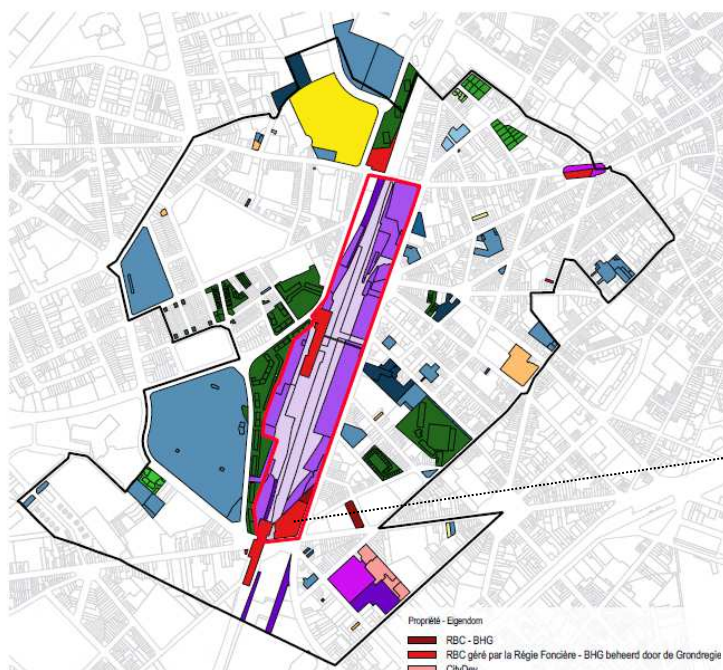 Propriété - Eigendom
RBC - BHG
RBC géré par la Régie Foncière - BHG beheerd door de Grondregie
CityDev